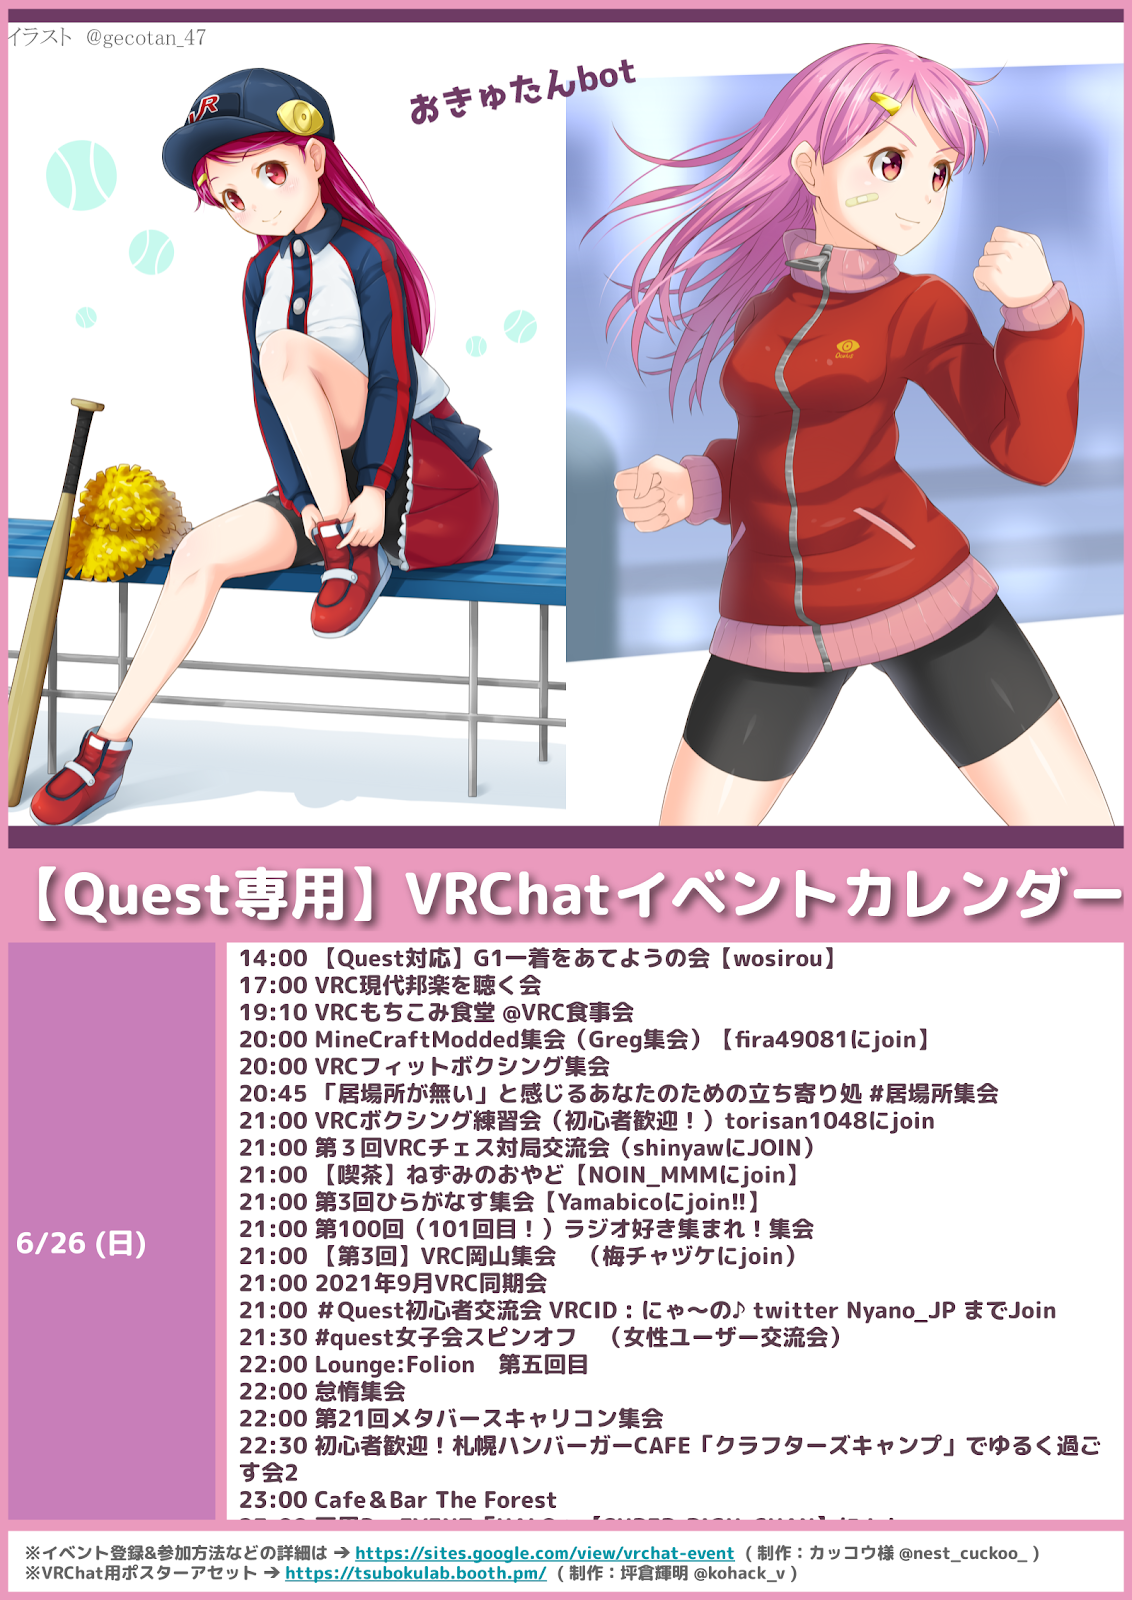 イラスト @gecotan_47
おきゅたんbot
VR
Quest
【Quest専用】VRChatイベントカレンダー
6/26 (日)
14:00 【Quest対応】G1一着をあてようの会【wosirou】
17:00 VRC現代邦楽を聴く会
19:10 VRCもちこみ食堂 @VRC食事会
20:00 MineCraftModded集会（Greg集会）【fira49081にjoin】
20:00 VRCフィットボクシング集会
20:45 「居場所が無い」と感じるあなたのための立ち寄り処 #居場所集会
21:00 VRCボクシング練習会（初心者歓迎！）torisan1048にjoin
21:00 第３回VRCチェス対局交流会（shinyawにJOIN）
21:00 【喫茶】ねずみのおやど【NOIN_MMMにjoin】
21:00 第3回ひらがなす集会【Yamabicoにjoin!!】
21:00 第100回（101回目！）ラジオ好き集まれ！集会
21:00 【第3回】VRC岡山集会　（梅チャヅケにjoin）
21:00 2021年9月VRC同期会
21:00 ＃Quest初心者交流会 VRCID：にゃ～の♪ twitter Nyano_JP までJoin
21:30 #quest女子会スピンオフ　（女性ユーザー交流会）
22:00 Lounge:Folion　第五回目
22:00 怠惰集会
22:00 第21回メタバースキャリコン集会
22:30 初心者歓迎！札幌ハンバーガーCAFE「クラフターズキャンプ」でゆるく過ご
す会2
23:00 Cafe＆Bar The Forest
※イベント登録&参加方法などの詳細は ➔ https://sites.google.com/view/vrchat-event （制作：カッコウ様 @nest_cuckoo_ ）
※VRChat用ポスターアセット ➔ https://tsubokulab.booth.pm/ （制作：坪倉輝明 @kohack_v ）